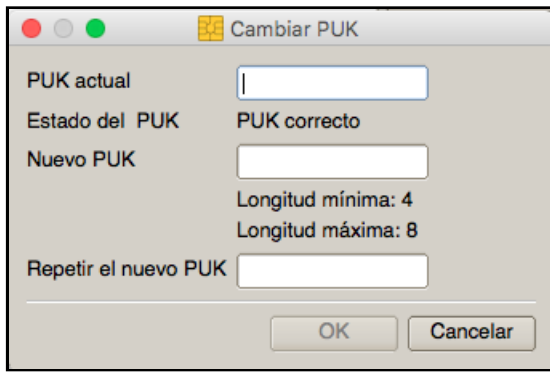 Cambiar PUK
PUK actual
Estado del PUK PUK correcto
Nuevo PUK
Longitud mínima: 4
Longitud máxima: 8
Repetir el nuevo PUK
OK Cancelar